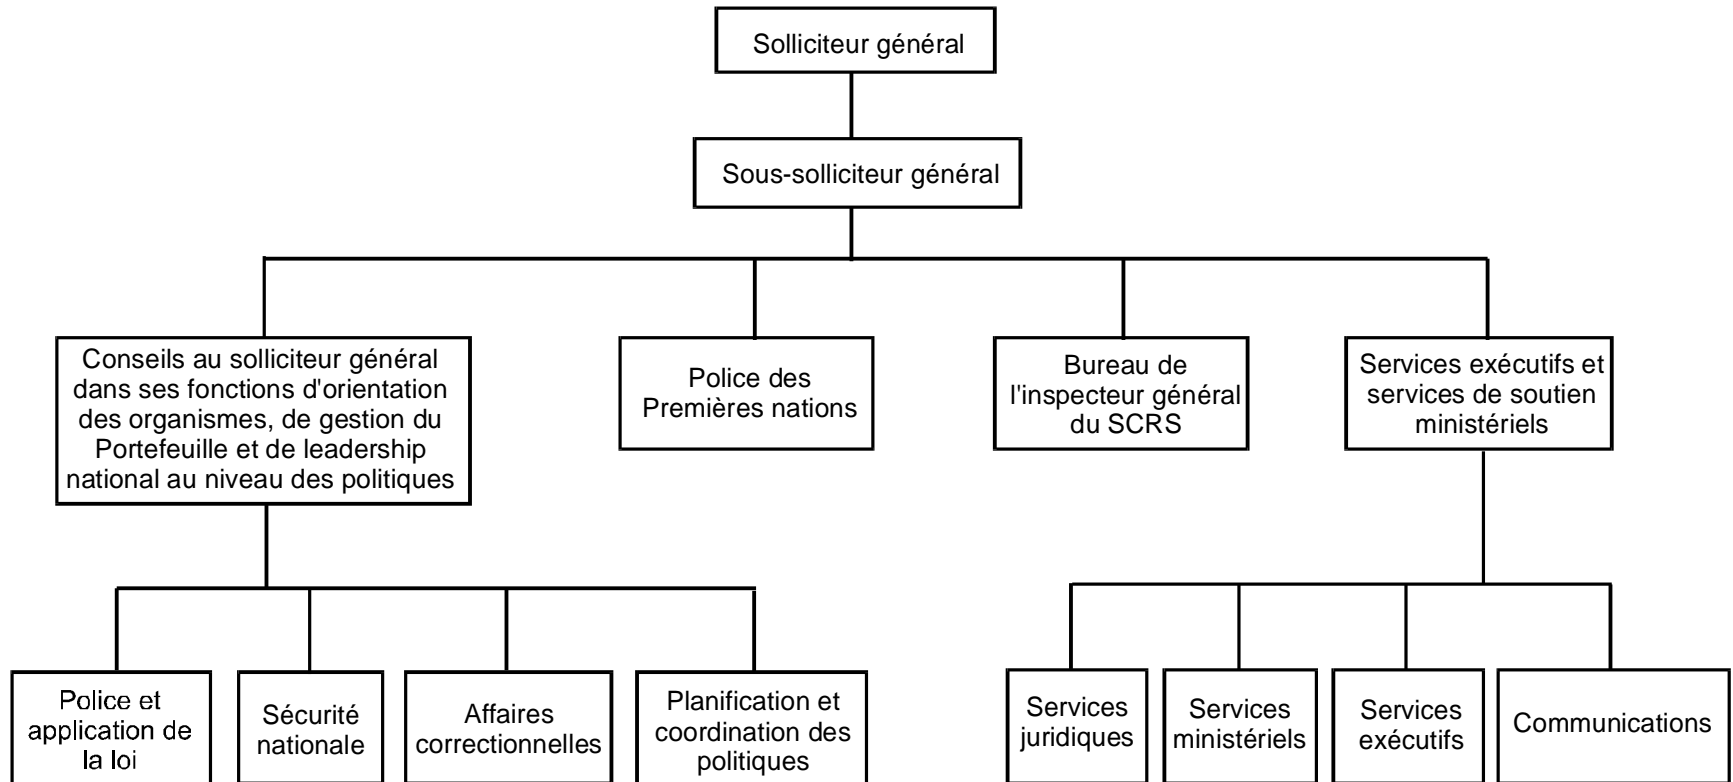 Solliciteur général
Sous-solliciteur général
Conseils au solliciteur général
dans ses fonctions d'orientation
des organismes, de gestion du
Portefeuille et de leadership
national au niveau des politiques
Police des
Premières nations
Bureau de
l'inspecteur général
du SCRS
Services exécutifs et
services de soutien
ministériels
Police et
application de
la loi
Sécurité
nationale
Affaires
correctionnelles
Planification et
coordination des
politiques
Services
juridiques
Services
ministériels
Services
exécutifs
Communications